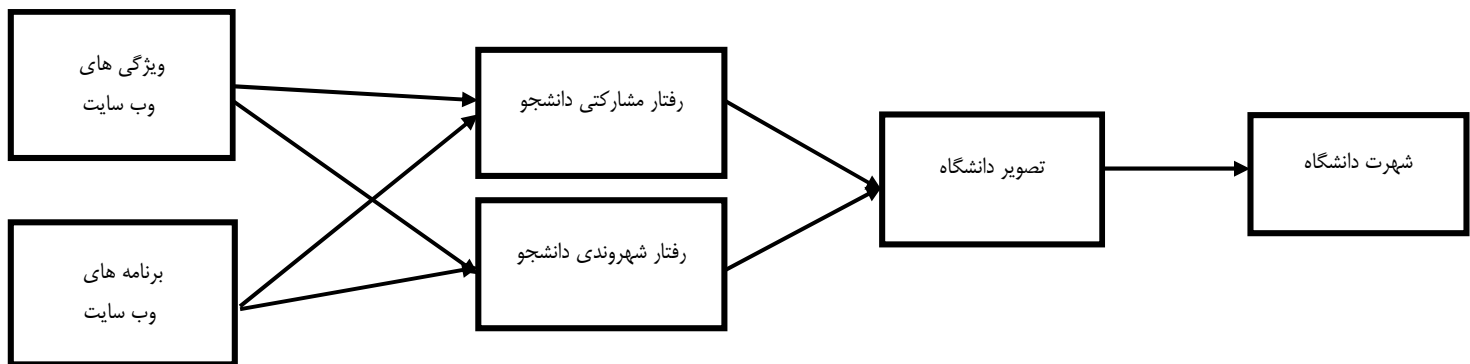 ویژگی های
وب سایت
برنامه های
وب سایت
رفتار مشارکتی دانشجو
رفتار شهروندی دانشجو
تصویر دانشگاه
شهرت دانشگاه